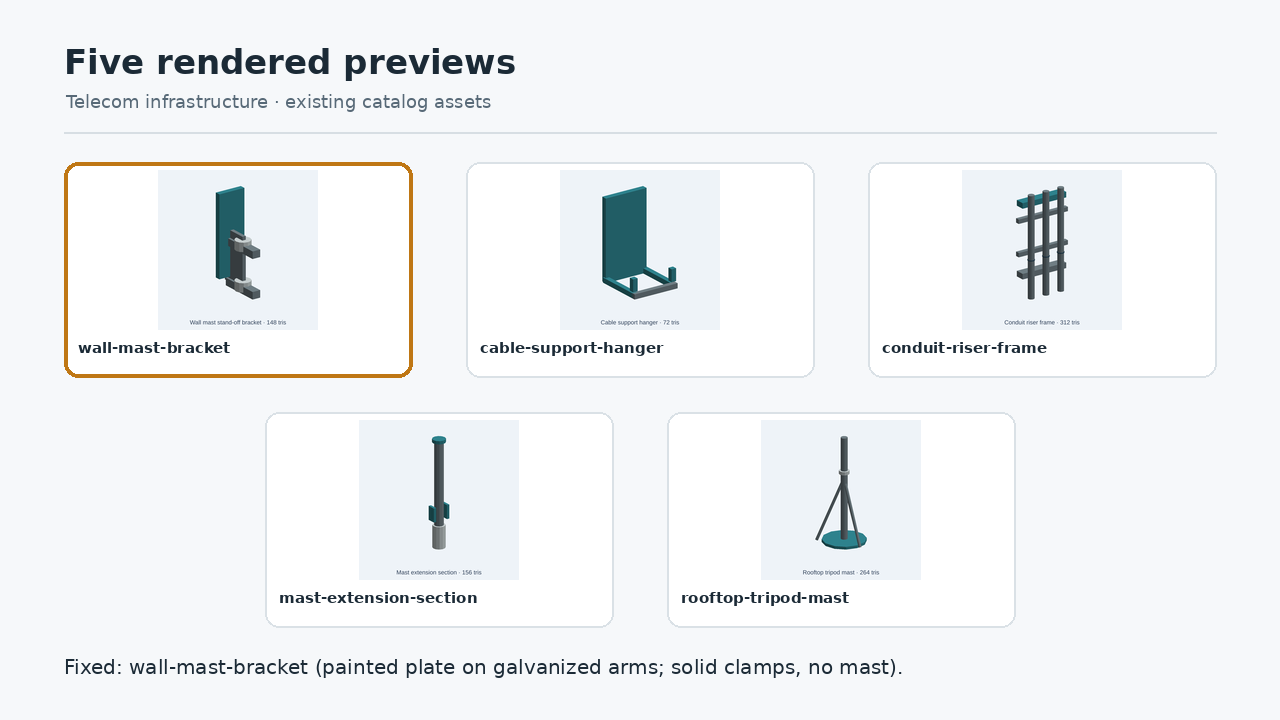 Five rendered previews
Telecom infrastructure · existing catalog assets
Wall mast stand-off bracket · 148 tris
wall-mast-bracket
Cable support hanger · 72 tris
cable-support-hanger
Conduit riser frame · 312 tris
conduit-riser-frame
Mast extension section · 156 tris
mast-extension-section
Rooftop tripod mast · 264 tris
rooftop-tripod-mast
Fixed: wall-mast-bracket (painted plate on galvanized arms; solid clamps, no mast).